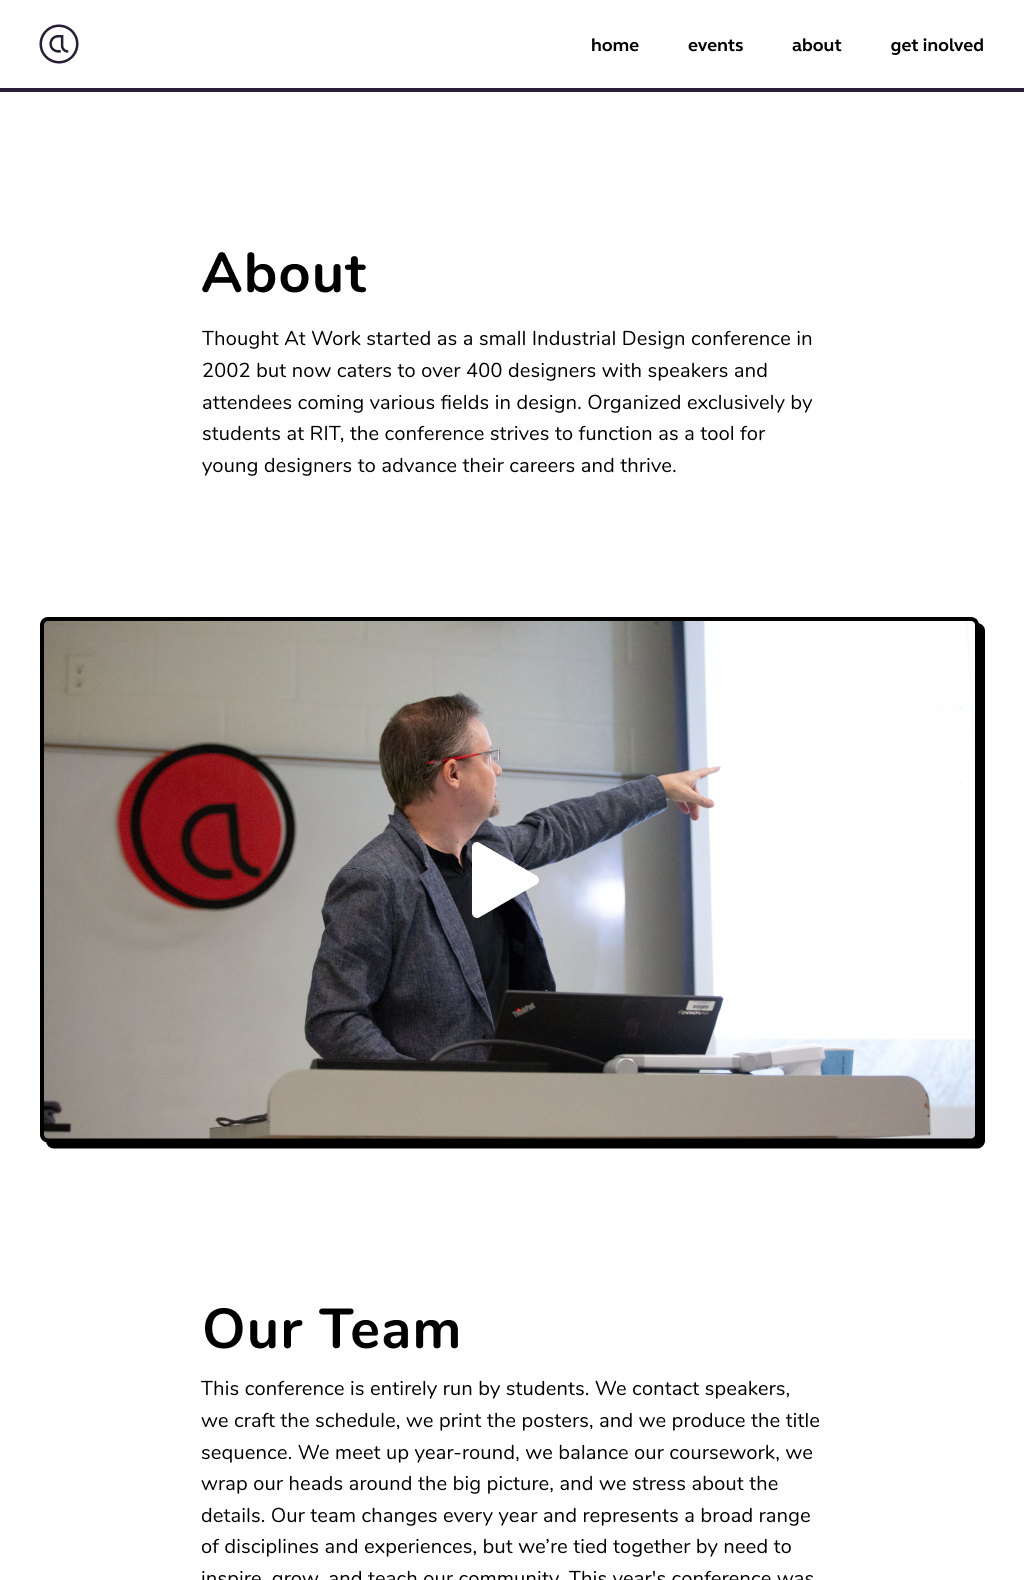 home events about get inolved
About
Thought At Work started as a small Industrial Design conference in
2002 but now caters to over 400 designers with speakers and
attendees coming various fields in design. Organized exclusively by
students at RIT, the conference strives to function as a tool for
young designers to advance their careers and thrive.
a
ThinkPad
lenovo
Our Team
This conference is entirely run by students. We contact speakers,
we craft the schedule, we print the posters, and we produce the title
sequence. We meet up year-round, we balance our coursework, we
wrap our heads around the big picture, and we stress about the
details. Our team changes every year and represents a broad range
of disciplines and experiences, but we’re tied together by need to
inspire, grow, and teach our community. This year's conference was